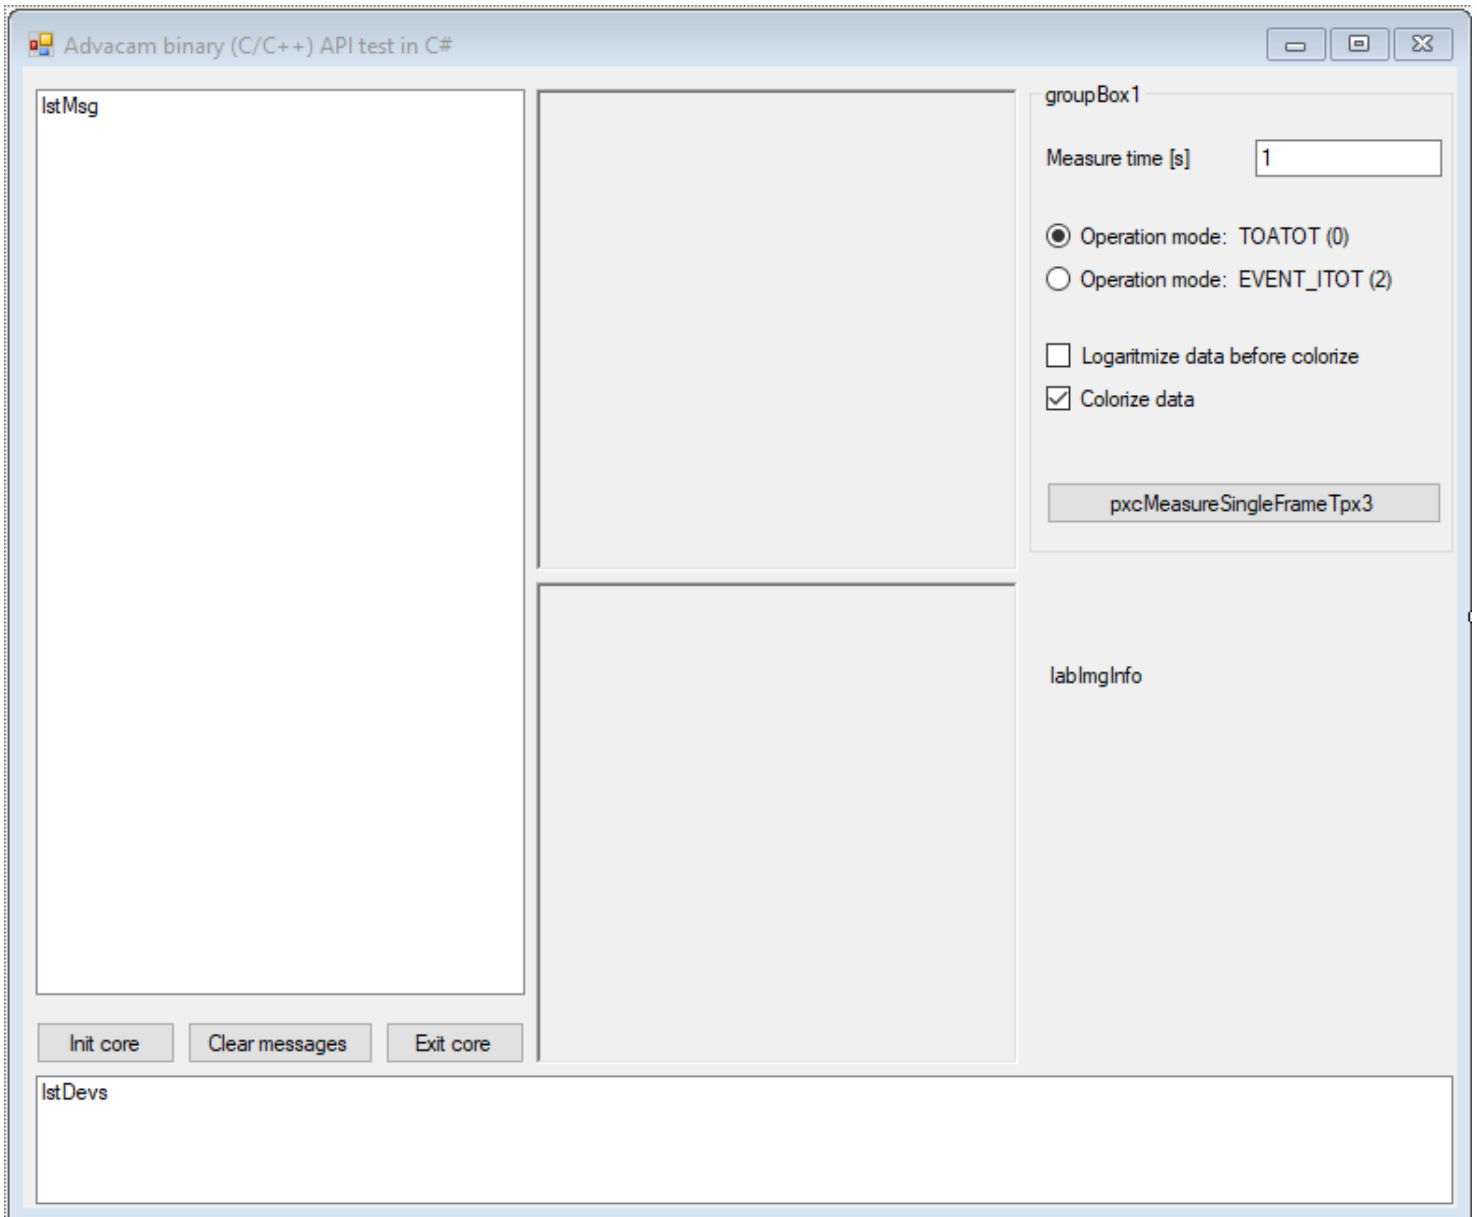 Advacam binary (C/C++) API test in C#
lstMsg
groupBox1
Measure time [s]
1
Operation mode:  TOATOT (0)
Operation mode:  EVENT_ITOT (2)
Logaritmize data before colorize
Colorize data
pxcMeasureSingleFrameTpx3
labImgInfo
Init core
Clear messages
Exit core
lstDevs